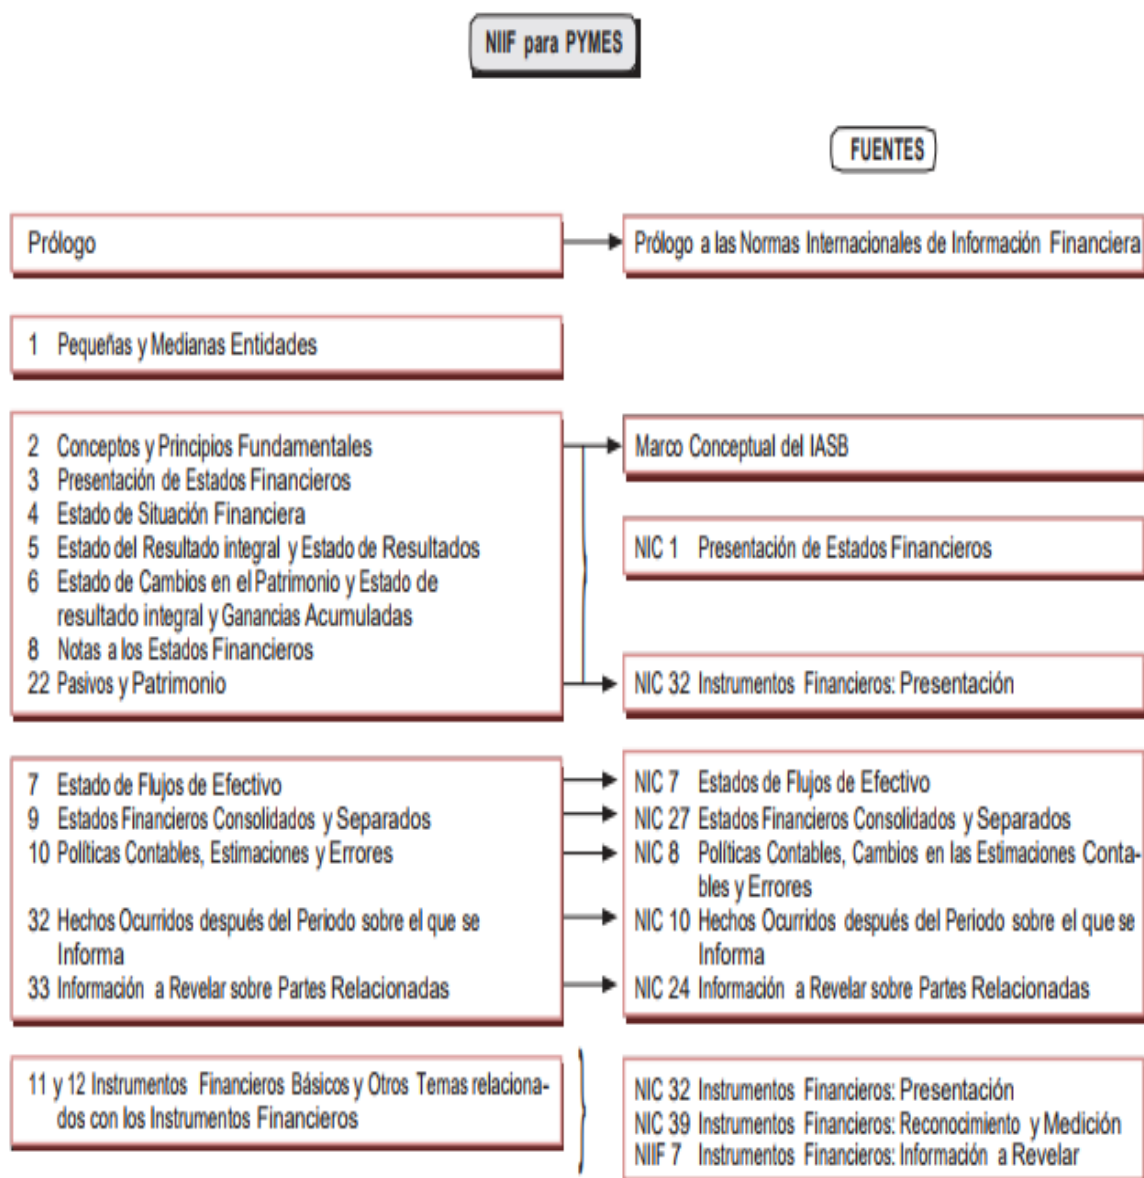 NIIF para PYMES
FUENTES
Prólogo
Prólogo a las Normas Internacionales de Información Financiera
1 Pequeñas y Medianas Entidades
2 Conceptos y Principios Fundamentales
3 Presentación de Estados Financieros
4 Estado de Situación Financiera
5 Estado del Resultado integral y Estado de Resultados
6 Estado de Cambios en el Patrimonio y Estado de
resultado integral y Ganancias Acumuladas
8 Notas a los Estados Financieros
22 Pasivos y Patrimonio
Marco Conceptual del IASB
NIC 1 Presentación de Estados Financieros
NIC 32 Instrumentos Financieros: Presentación
7 Estado de Flujos de Efectivo
9 Estados Financieros Consolidados y Separados
10 Políticas Contables, Estimaciones y Errores
32 Hechos Ocurridos después del Periodo sobre el que se
Informa
33 Información a Revelar sobre Partes Relacionadas
NIC 7 Estados de Flujos de Efectivo
NIC 27 Estados Financieros Consolidados y Separados
NIC 8 Políticas Contables, Cambios en las Estimaciones Conta-
bles y Errores
NIC 10 Hechos Ocurridos después del Periodo sobre el que se
Informa
NIC 24 Información a Revelar sobre Partes Relacionadas
11 y 12 Instrumentos Financieros Básicos y Otros Temas relaciona-
dos con los Instrumentos Financieros
NIC 32 Instrumentos Financieros: Presentación
NIC 39 Instrumentos Financieros: Reconocimiento y Medición
NIIF 7 Instrumentos Financieros: Información a Revelar